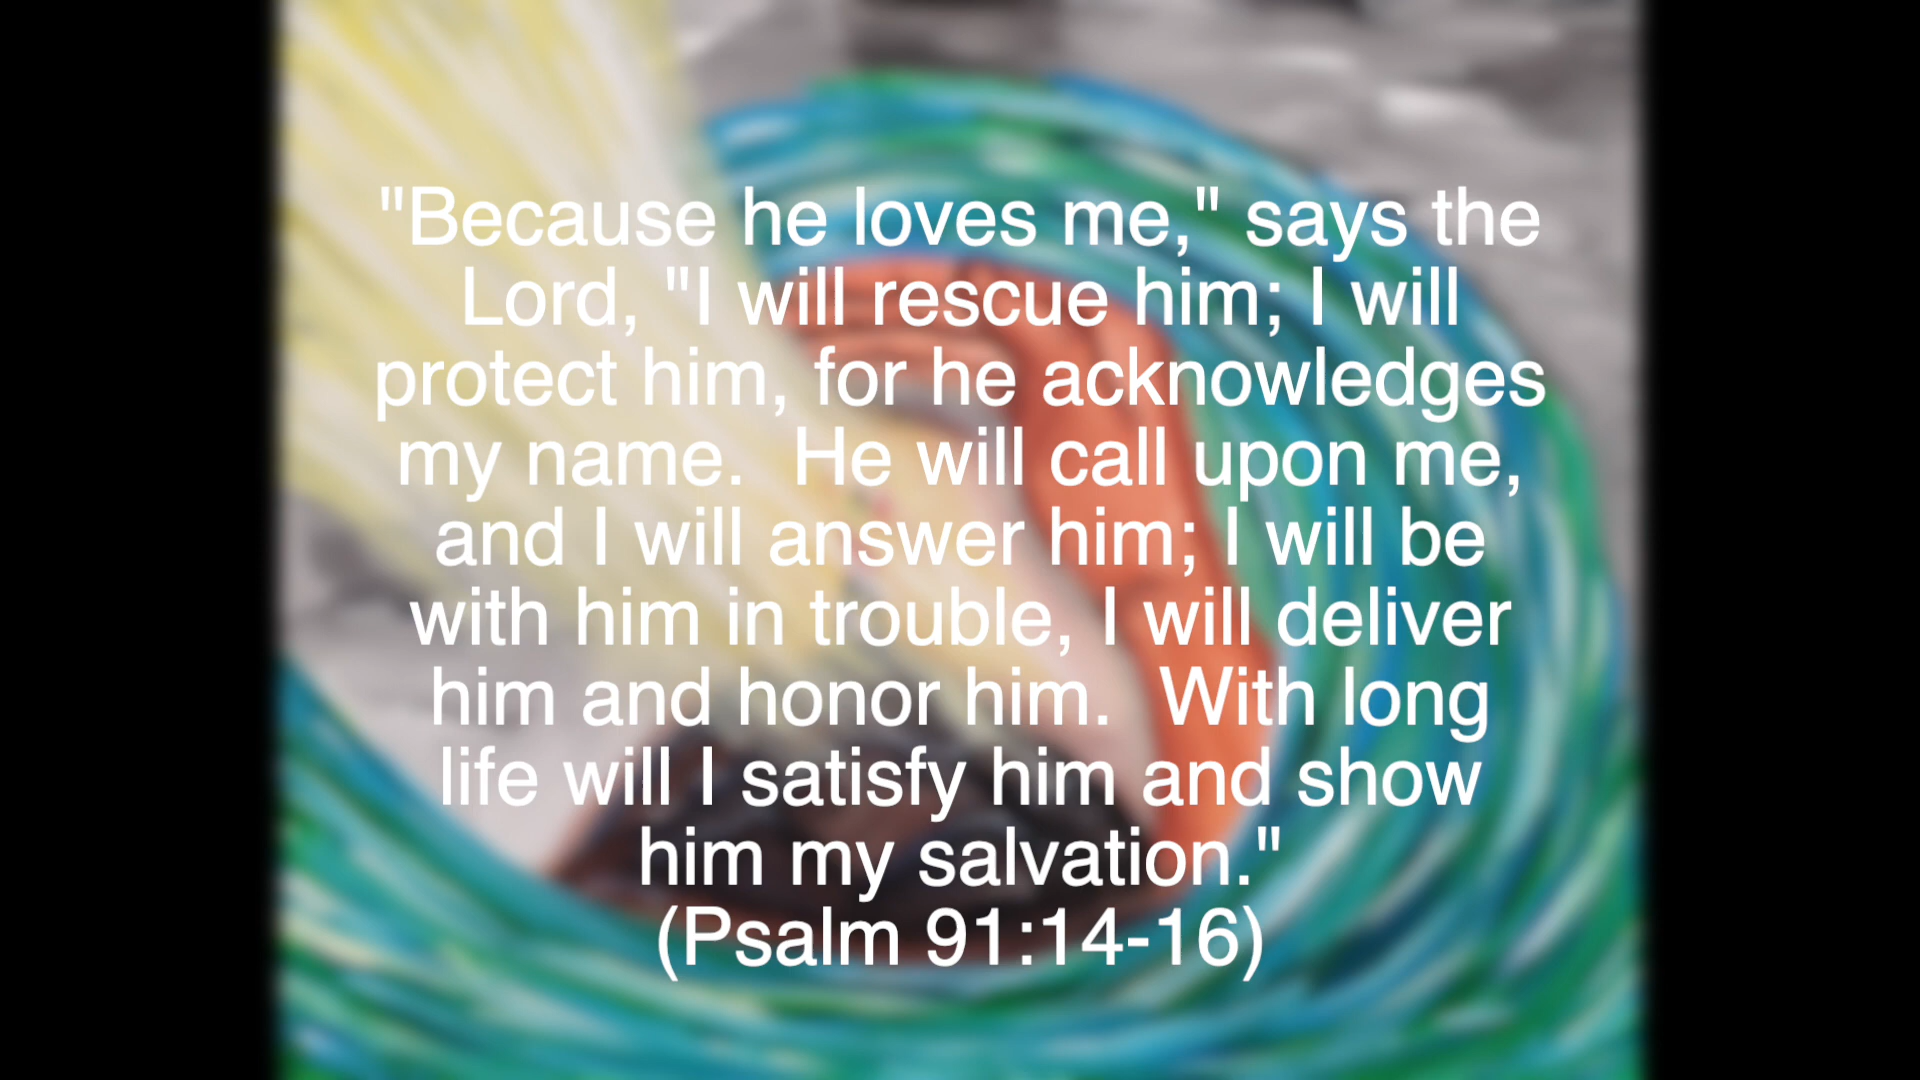 "Because he loves me," says the
Lord, "I will rescue him; I will
protect him, for he acknowledges
my name.  He will call upon me,
and I will answer him; I will be
with him in trouble, I will deliver
him and honor him.  With long
life will I satisfy him and show
him my salvation."
(Psalm 91:14-16)